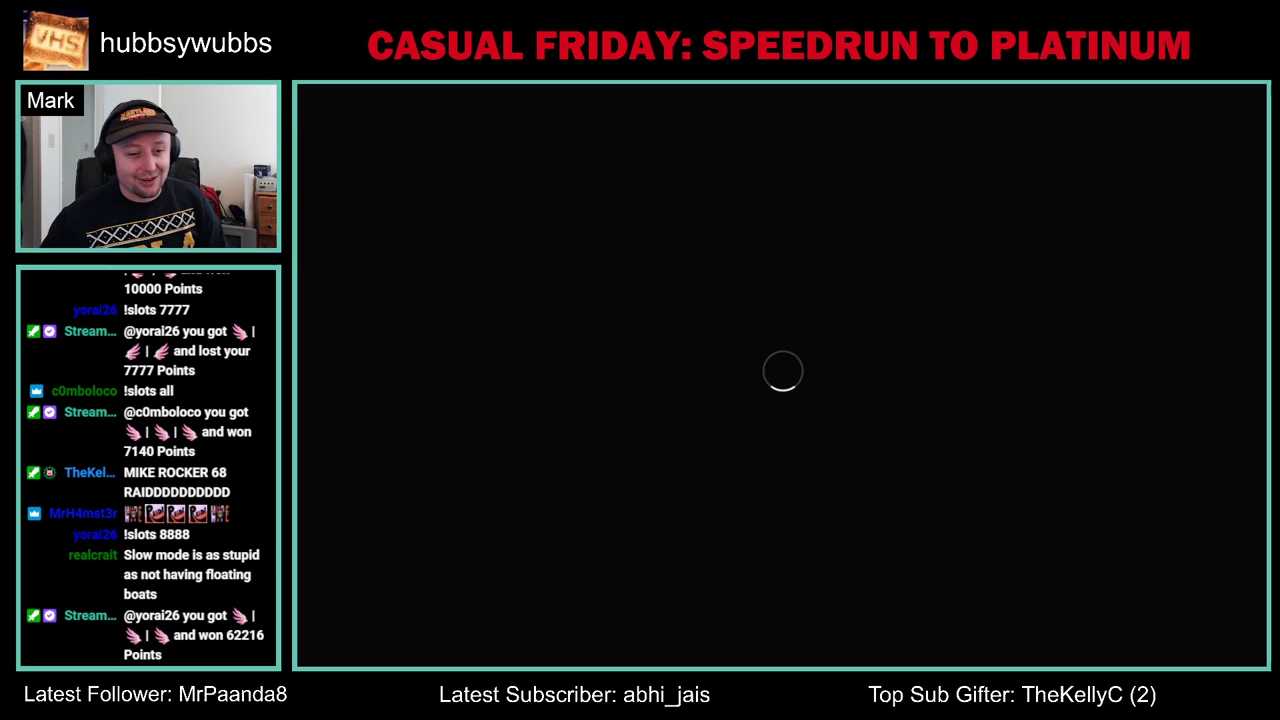 VHS
hubbsywubbs
CASUAL FRIDAY: SPEEDRUN TO PLATINUM
Mark
10000 Points
yorai26 !slots 7777
Stream... @yorai26 you got | | and lost your 7777 Points
c0mboloco !slots all
Stream... @c0mboloco you got | | and won 7140 Points
TheKel... MIKE ROCKER 68 RAIDDDDDDDDDD
MrH4mst3r
yorai26 !slots 8888
realcrait Slow mode is as stupid as not having floating boats
Stream... @yorai26 you got | | and won 62216 Points
Latest Follower: MrPaanda8
Latest Subscriber: abhi_jais
Top Sub Gifter: TheKellyC (2)